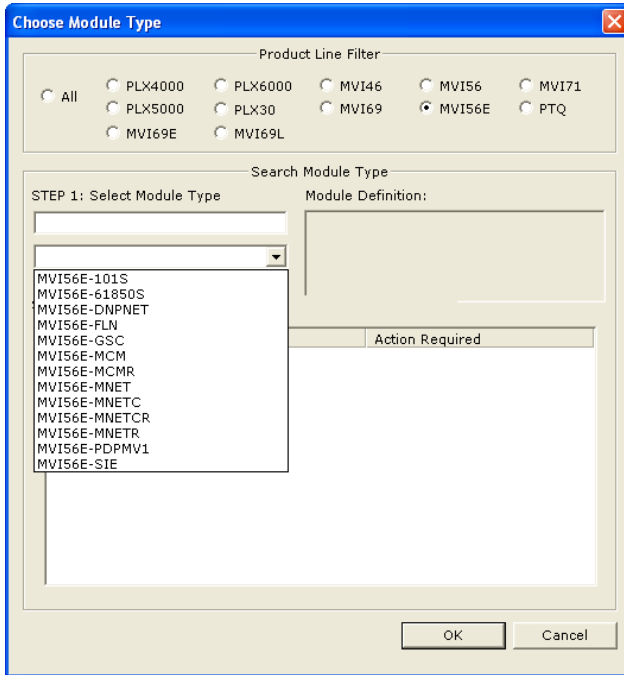 Choose Module Type
Product Line Filter
All
PLX4000 PLX6000 MVI46 MVI56 MVI71
PLX5000 PLX30 MVI69 MVI56E PTQ
MVI69E MVI69L
Search Module Type
STEP 1: Select Module Type Module Definition:
MVI56E-101S
MVI56E-61850S
MVI56E-DNPNET
MVI56E-FLN
MVI56E-GSC
MVI56E-MCM
MVI56E-MCMR
MVI56E-MNET
MVI56E-MNETC
MVI56E-MNETCR
MVI56E-MNETR
MVI56E-PDPMV1
MVI56E-SIE
Action Required
OK Cancel